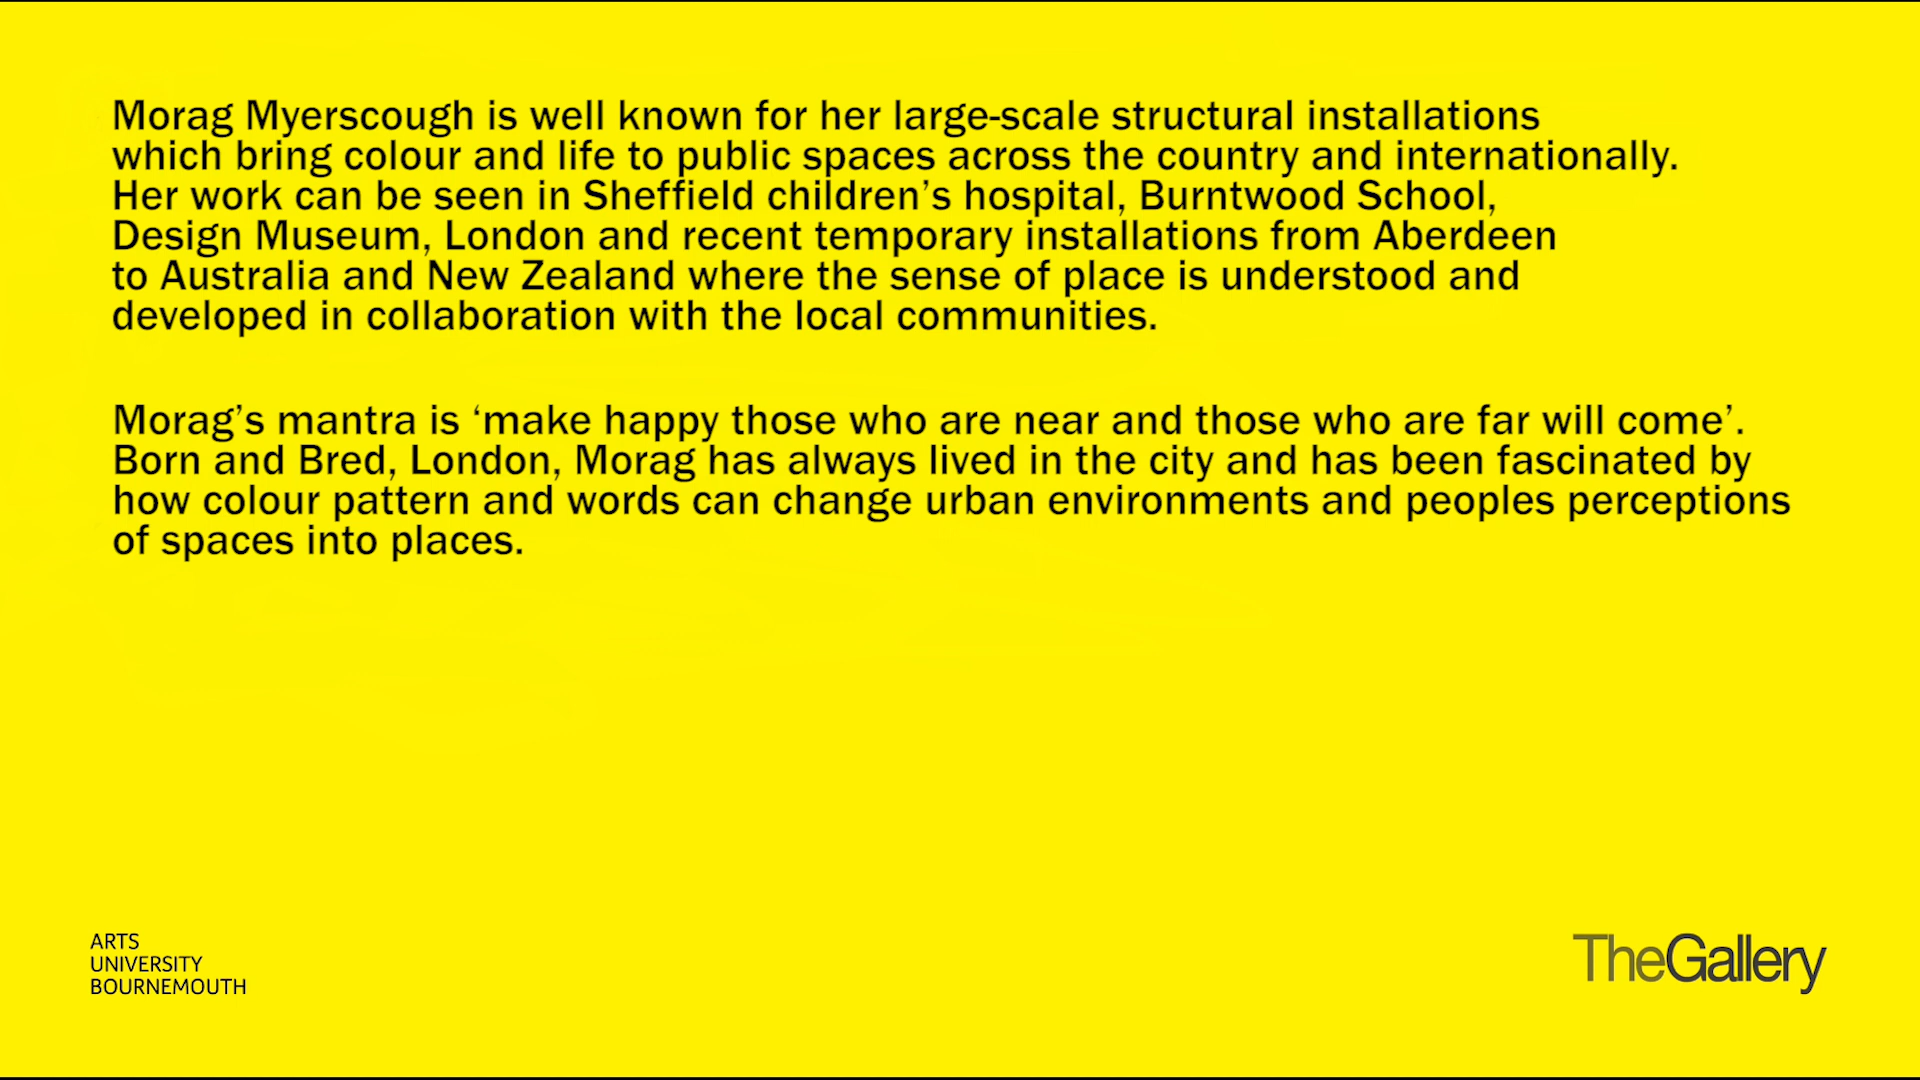 Morag Myerscough is well known for her large-scale structural installations
which bring colour and life to public spaces across the country and internationally.
Her work can be seen in Sheffield children’s hospital, Burntwood School,
Design Museum, London and recent temporary installations from Aberdeen
to Australia and New Zealand where the sense of place is understood and
developed in collaboration with the local communities.
Morag’s mantra is ‘make happy those who are near and those who are far will come’.
Born and Bred, London, Morag has always lived in the city and has been fascinated by
how colour pattern and words can change urban environments and peoples perceptions
of spaces into places.
ARTS
UNIVERSITY
BOURNEMOUTH
TheGallery